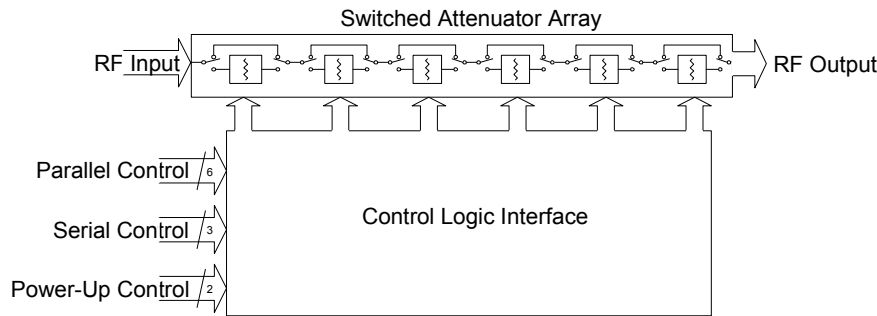 Switched Attenuator Array
RF Input
RF Output
Parallel Control
6
Control Logic Interface
Serial Control
3
Power-Up Control
2